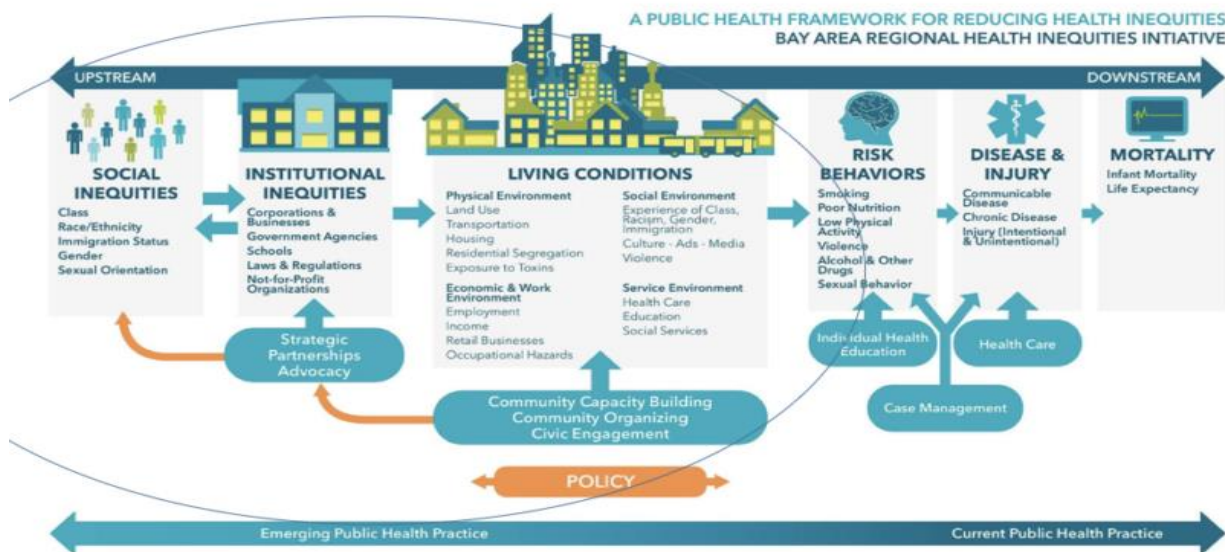 A PUBLIC HEALTH FRAMEWORK FOR REDUCING HEALTH INEQUITIES
BAY AREA REGIONAL HEALTH INEQUITIES INTIATIVE
UPSTREAM
DOWNSTREAM
SOCIAL
INEQUITIES
Class
Race/Ethnicity
Immigration Status
Gender
Sexual Orientation
INSTITUTIONAL
INEQUITIES
Corporations &
Businesses
Government Agencies
Schools
Laws & Regulations
Not-for-Profit
Organizations
LIVING CONDITIONS
Physical Environment
Land Use
Transportation
Housing
Residential Segregation
Exposure to Toxins
Economic & Work
Environment
Employment
Income
Retail Businesses
Occupational Hazards
Social Environment
Experience of Class,
Racism, Gender,
Immigration
Culture - Ads - Media
Violence
Service Environment
Health Care
Education
Social Services
RISK
BEHAVIORS
Smoking
Poor Nutrition
Low Physical
Activity
Violence
Alcohol & Other
Drugs
Sexual Behavior
DISEASE &
INJURY
Communicable
Disease
Chronic Disease
Injury (Intentional
& Unintentional)
MORTALITY
Infant Mortality
Life Expectancy
Strategic
Partnerships
Advocacy
Community Capacity Building
Community Organizing
Civic Engagement
Individual Health
Education
Health Care
Case Management
POLICY
Emerging Public Health Practice
Current Public Health Practice